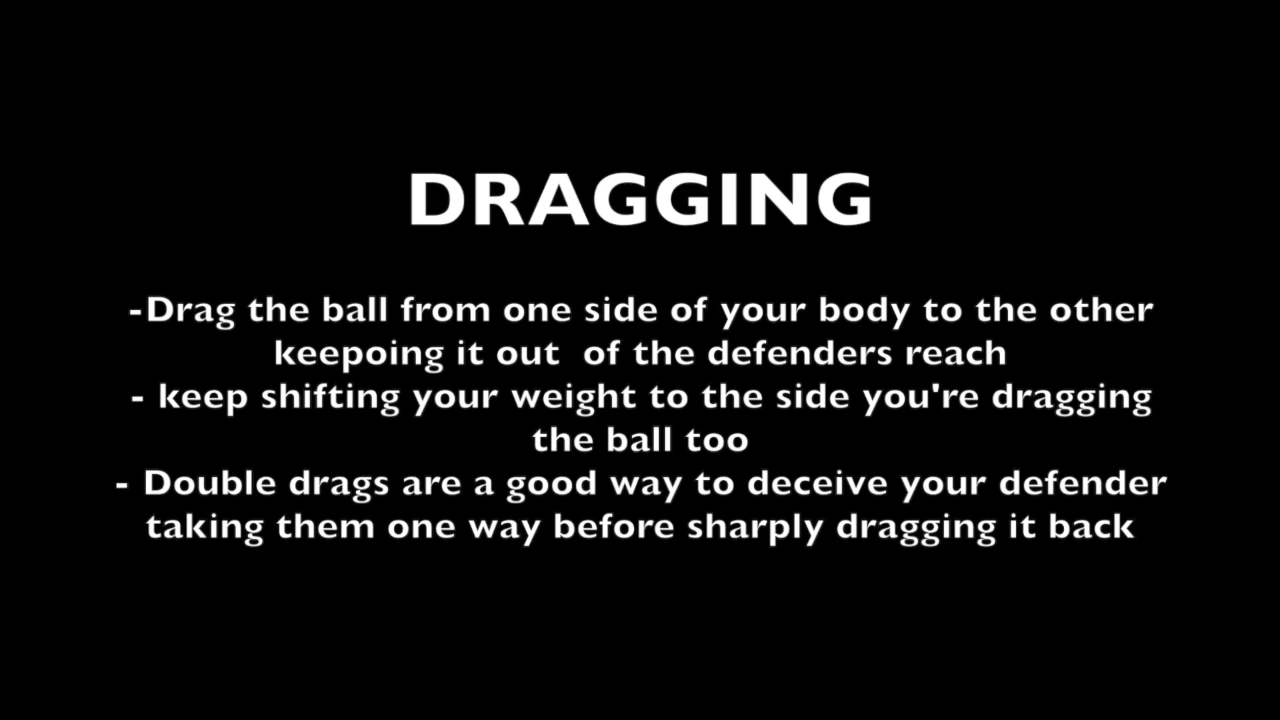 DRAGGING
-Drag the ball from one side of your body to the other
keepoing it out  of the defenders reach
- keep shifting your weight to the side you're dragging
the ball too
- Double drags are a good way to deceive your defender
taking them one way before sharply dragging it back